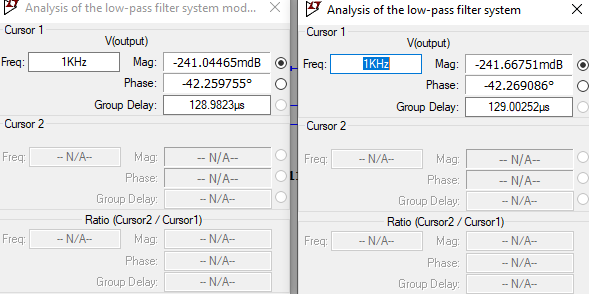 Analysis of the low-pass filter system mod...
Cursor 1
V(output)
Freq: 1KHz Mag: -241.04465mdB
Phase: -42.259755°
Group Delay: 128.9823µs
Cursor 2
Freq: -- N/A-- Mag: -- N/A--
Phase: -- N/A--
Group Delay: -- N/A--
Ratio (Cursor2 / Cursor1)
Freq: -- N/A-- Mag: -- N/A--
Phase: -- N/A--
Group Delay: -- N/A--
Analysis of the low-pass filter system
Cursor 1
V(output)
Freq: 1KHz Mag: -241.66751mdB
Phase: -42.269086°
Group Delay: 129.00252µs
Cursor 2
Freq: -- N/A-- Mag: -- N/A--
Phase: -- N/A--
Group Delay: -- N/A--
Ratio (Cursor2 / Cursor1)
Freq: -- N/A-- Mag: -- N/A--
Phase: -- N/A--
Group Delay: -- N/A--